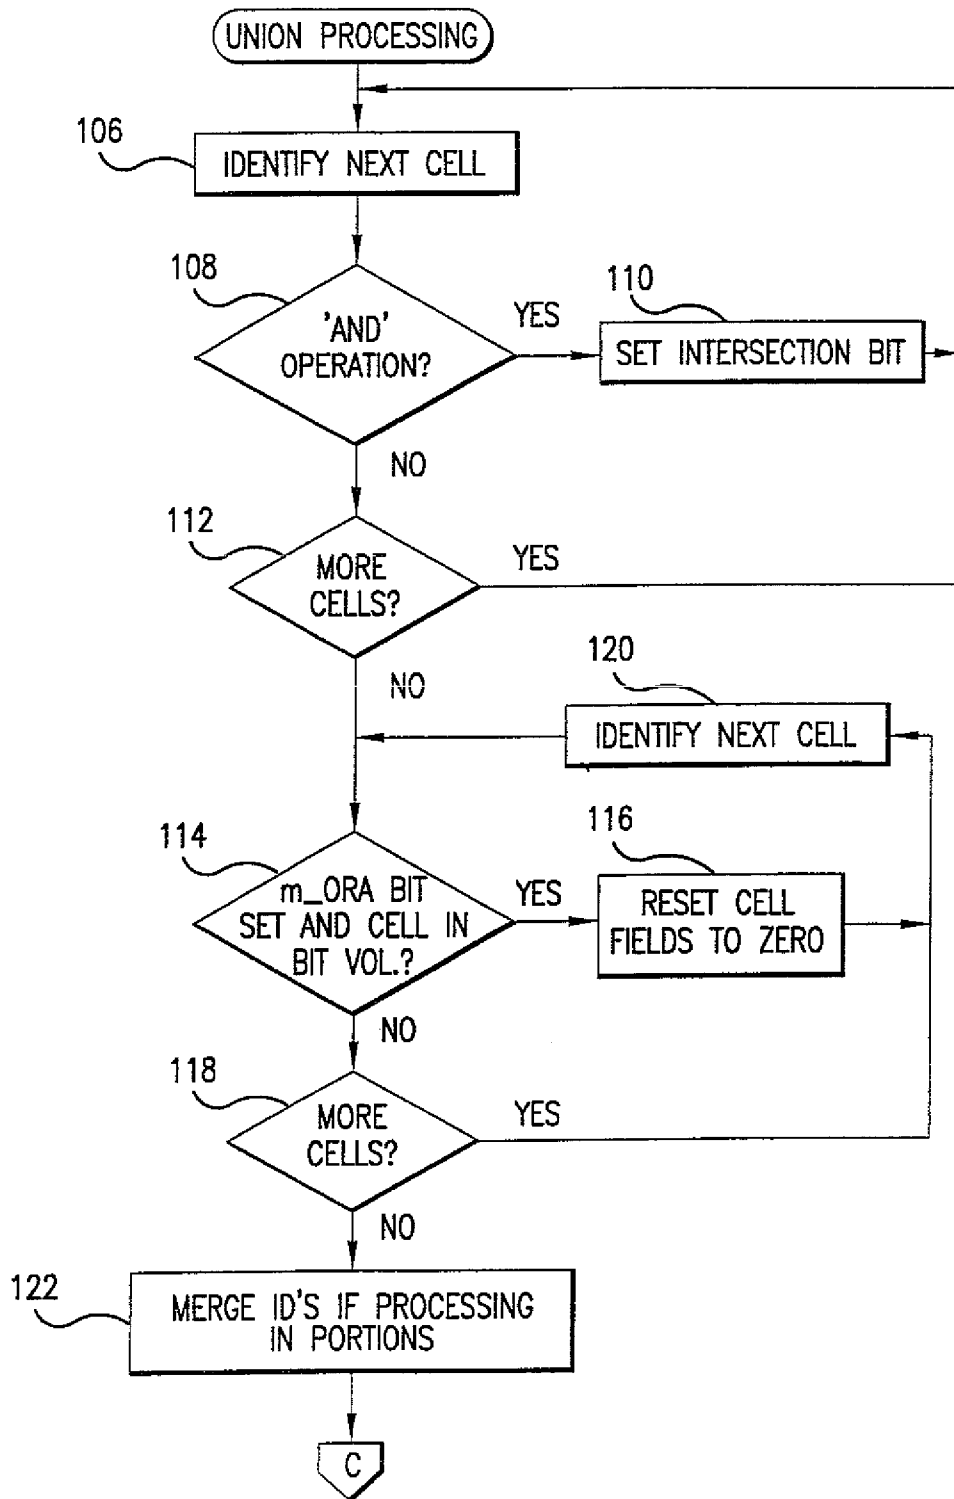 UNION PROCESSING
106
IDENTIFY NEXT CELL
108
'AND'
OPERATION?
YES
110
SET INTERSECTION BIT
NO
112
MORE
CELLS?
YES
NO
120
IDENTIFY NEXT CELL
114
m_ORA BIT
SET AND CELL IN
BIT VOL.?
YES
116
RESET CELL
FIELDS TO ZERO
NO
118
MORE
CELLS?
YES
NO
122
MERGE ID'S IF PROCESSING
IN PORTIONS
C